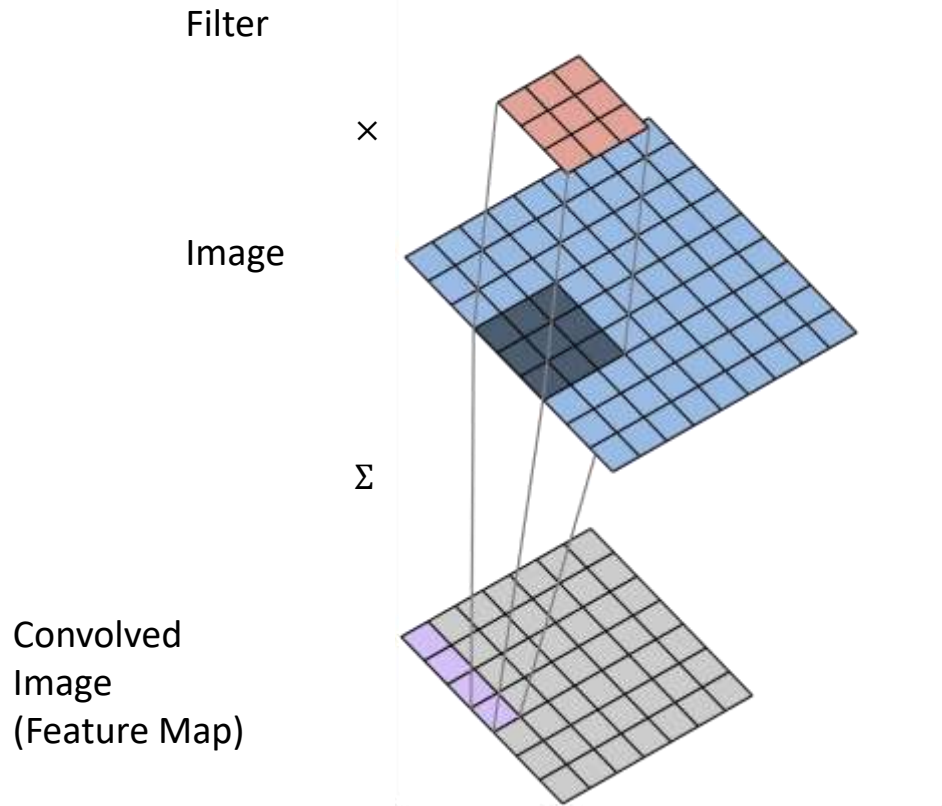 Filter
×
Image
Σ
Convolved
Image
(Feature Map)